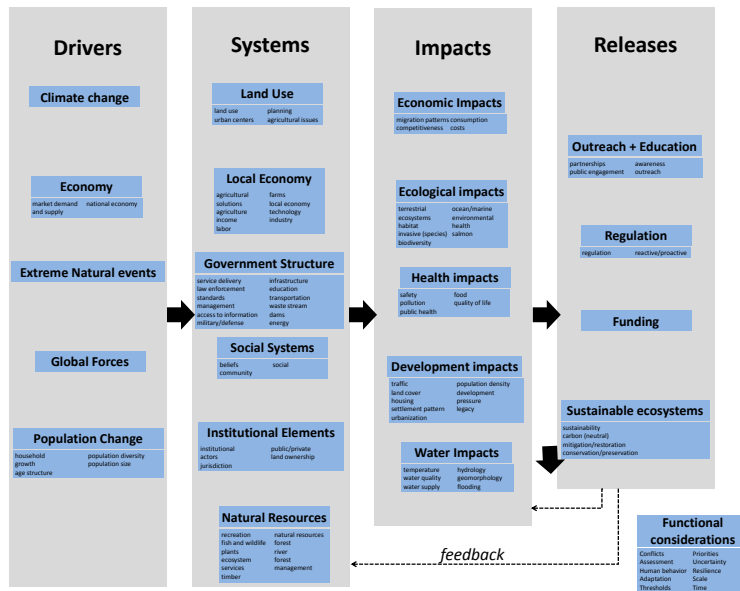 Drivers
Climate change
Economy
market demand national economy
and supply
Extreme Natural events
Global Forces
Population Change
household population diversity
growth population size
age structure
Systems
Land Use
land use planning
urban centers agricultural issues
Local Economy
agricultural farms
solutions local economy
agriculture technology
income industry
labor
Government Structure
service delivery infrastructure
law enforcement education
standards transportation
management waste stream
access to information dams
military/defense energy
Social Systems
beliefs social
community
Institutional Elements
institutional public/private
actors land ownership
jurisdiction
Natural Resources
recreation natural resources
fish and wildlife forest
plants river
ecosystem forest
services management
timber
Impacts
Economic Impacts
migration patterns consumption
competitiveness costs
Ecological impacts
terrestrial ocean/marine
ecosystems environmental
habitat health
invasive (species) salmon
biodiversity
Health impacts
safety food
pollution quality of life
public health
Development impacts
traffic population density
land cover development
housing pressure
settlement pattern legacy
urbanization
Water Impacts
temperature hydrology
water quality geomorphology
water supply flooding
Releases
Outreach + Education
partnerships awareness
public engagement outreach
Regulation
regulation reactive/proactive
Funding
Sustainable ecosystems
sustainability
carbon (neutral)
mitigation/restoration
conservation/preservation
feedback
Functional
considerations
Conflicts Priorities
Assessment Uncertainty
Human behavior Resilience
Adaptation Scale
Thresholds Time